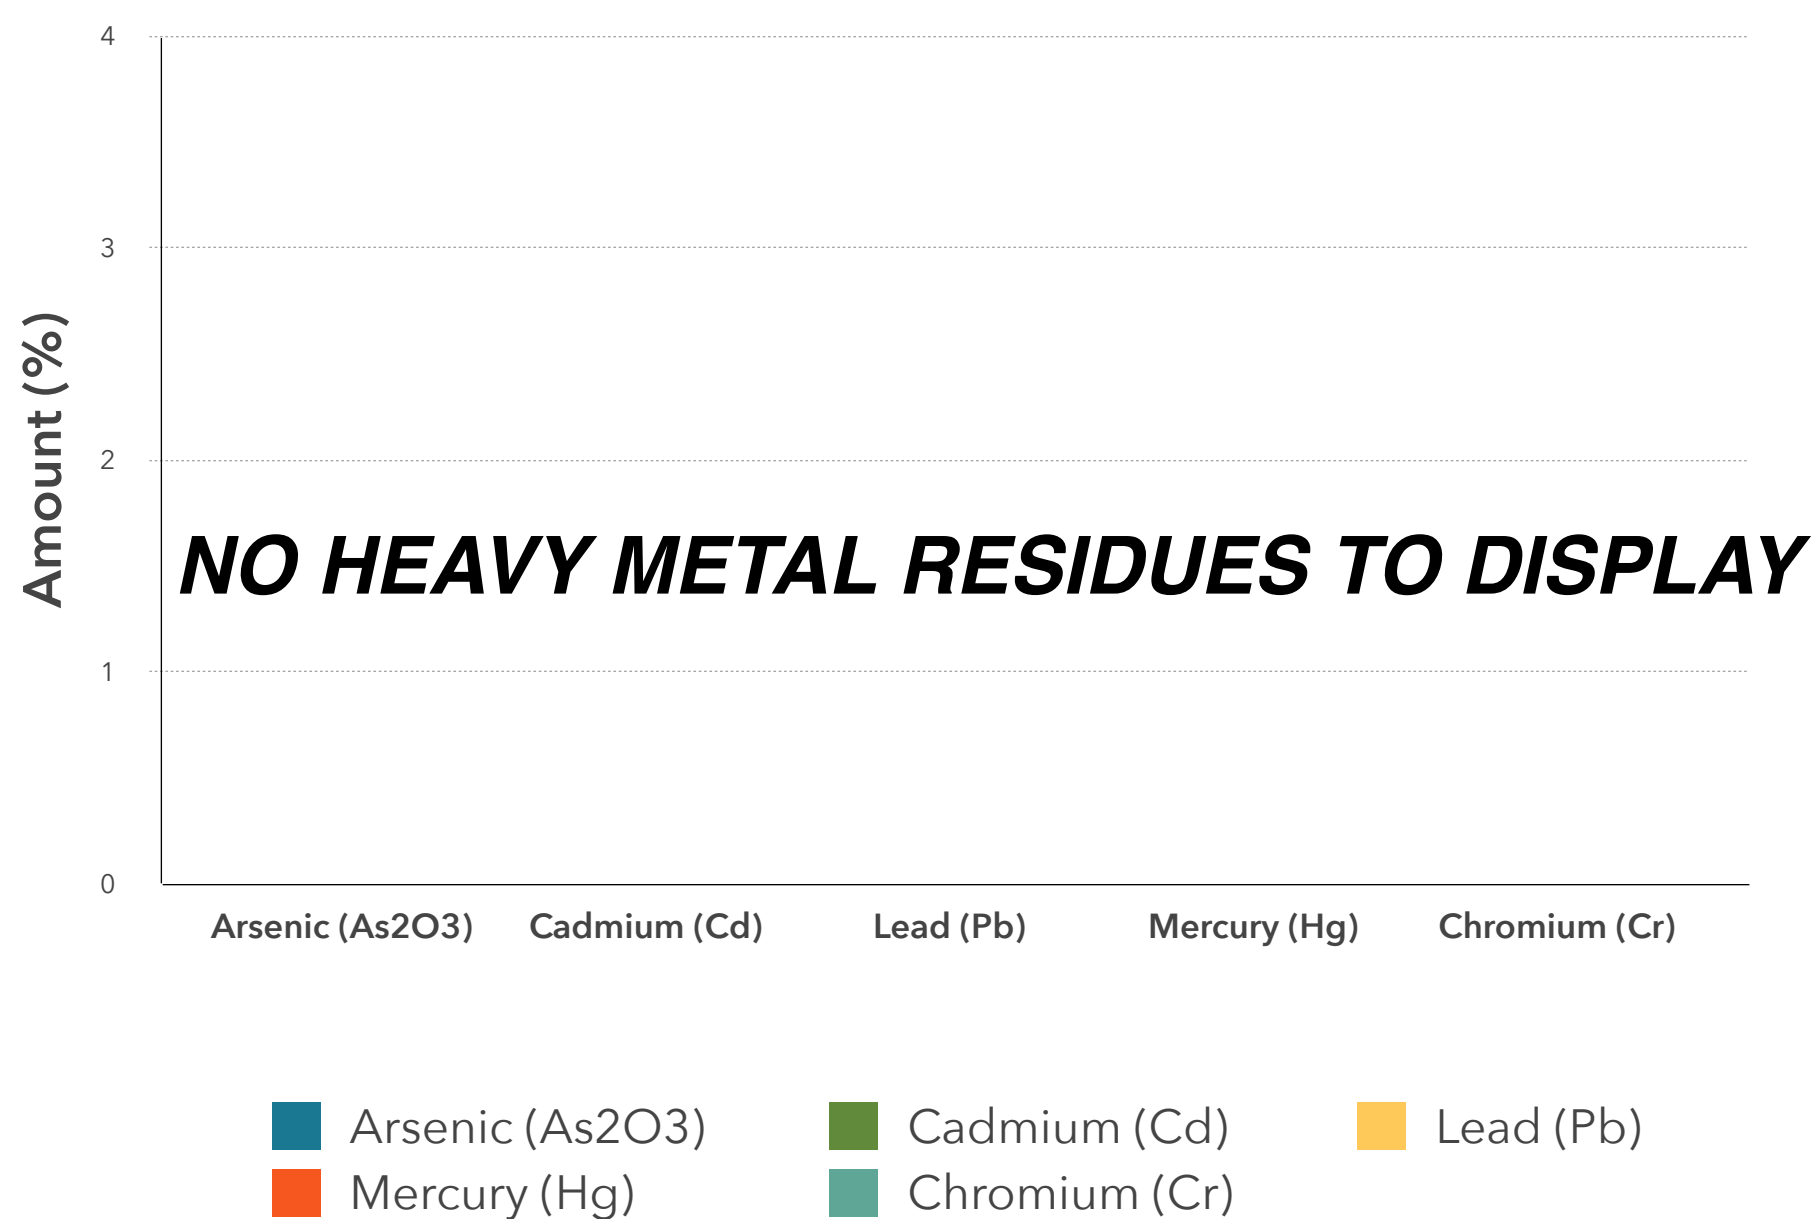 4
3
2
1
0
Amount (%)
NO HEAVY METAL RESIDUES TO DISPLAY
Arsenic (As2O3) Cadmium (Cd) Lead (Pb) Mercury (Hg) Chromium (Cr)
Arsenic (As2O3) Cadmium (Cd) Lead (Pb)
Mercury (Hg) Chromium (Cr)